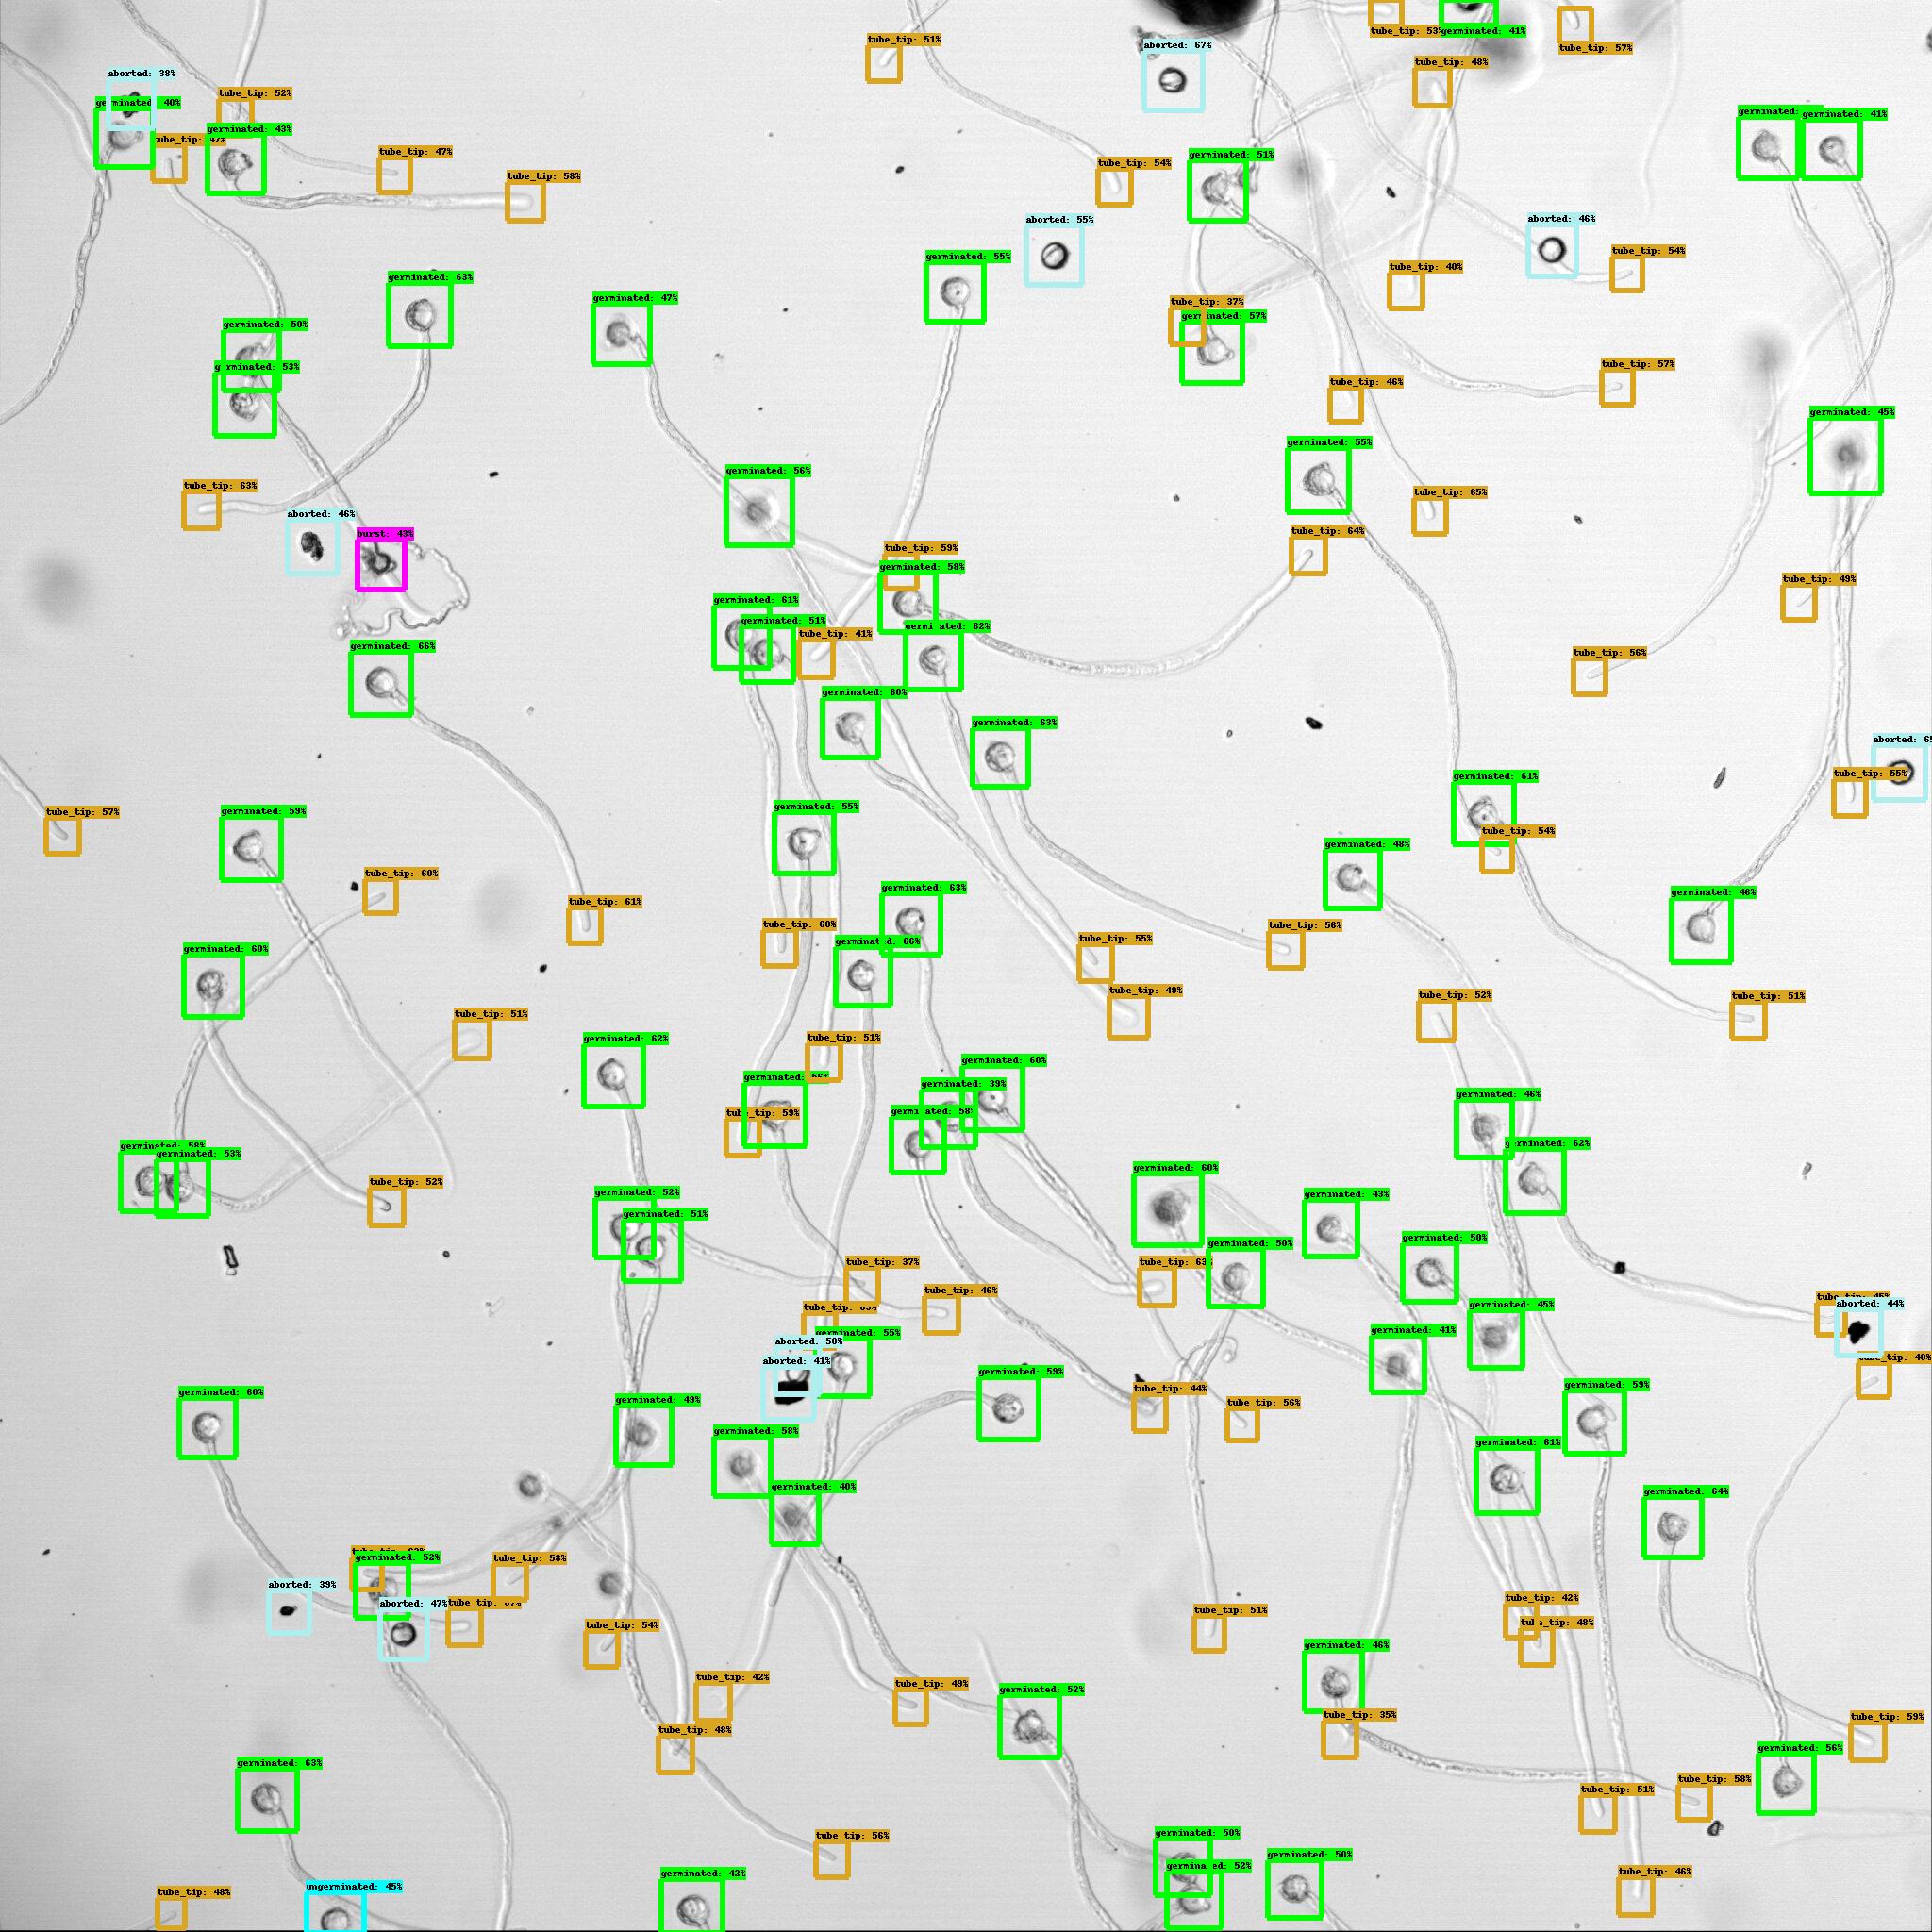 tube_tip: 51%
aborted: 67%
germinated: 41%
tube_tip: 57%
tube_tip: 48%
aborted: 38%
tube_tip: 52%
germinated: 40%
germinated: 43%
tube_tip: 47%
tube_tip: 58%
tube_tip: 54%
germinated: 51%
germinated:
germinated: 41%
aborted: 55%
aborted: 46%
tube_tip: 54%
germinated: 55%
tube_tip: 40%
germinated: 63%
germinated: 47%
tube_tip: 37%
germinated: 57%
germinated: 50%
germinated: 53%
tube_tip: 57%
tube_tip: 46%
germinated: 45%
germinated: 55%
germinated: 56%
tube_tip: 63%
tube_tip: 65%
aborted: 46%
burst: 43%
tube_tip: 64%
tube_tip: 59%
germinated: 58%
tube_tip: 49%
germinated: 61%
germinated: 51%
tube_tip: 41%
germinated: 62%
germinated: 66%
tube_tip: 56%
germinated: 60%
germinated: 63%
aborted:
tube_tip: 55%
germinated: 61%
tube_tip: 57%
germinated: 59%
germinated: 55%
tube_tip: 54%
germinated: 48%
tube_tip: 60%
germinated: 63%
germinated: 46%
tube_tip: 61%
tube_tip: 60%
germinated: 66%
tube_tip: 55%
tube_tip: 56%
germinated: 60%
tube_tip: 49%
tube_tip: 52%
tube_tip: 51%
tube_tip: 51%
germinated: 62%
tube_tip: 51%
germinated: 60%
germinated: 39%
germinated: 58%
tube_tip: 59%
germinated: 46%
germinated: 62%
germinated: 53%
tube_tip: 52%
germinated: 60%
germinated: 52%
germinated: 51%
germinated: 43%
germinated: 50%
germinated: 50%
tube_tip: 37%
tube_tip: 63
tube_tip: 46%
germinated: 45%
aborted: 44%
germinated: 41%
germinated: 55%
aborted: 50%
aborted: 41%
tube_tip: 48%
germinated: 59%
germinated: 59%
tube_tip: 44%
germinated: 60%
germinated: 49%
tube_tip: 56%
germinated: 58%
germinated: 61%
germinated: 40%
germinated: 64%
germinated: 52%
tube_tip: 58%
aborted: 39%
aborted: 47%
tube_tip: 42%
tube_tip: 51%
tube_tip: 48%
tube_tip: 54%
germinated: 46%
tube_tip: 42%
tube_tip: 49%
germinated: 52%
tube_tip: 35%
tube_tip: 59%
tube_tip: 48%
germinated: 56%
germinated: 63%
tube_tip: 58%
tube_tip: 51%
tube_tip: 56%
germinated: 50%
germinated: 52%
germinated: 50%
germinated: 42%
tube_tip: 46%
ungerminated: 45%
tube_tip: 48%